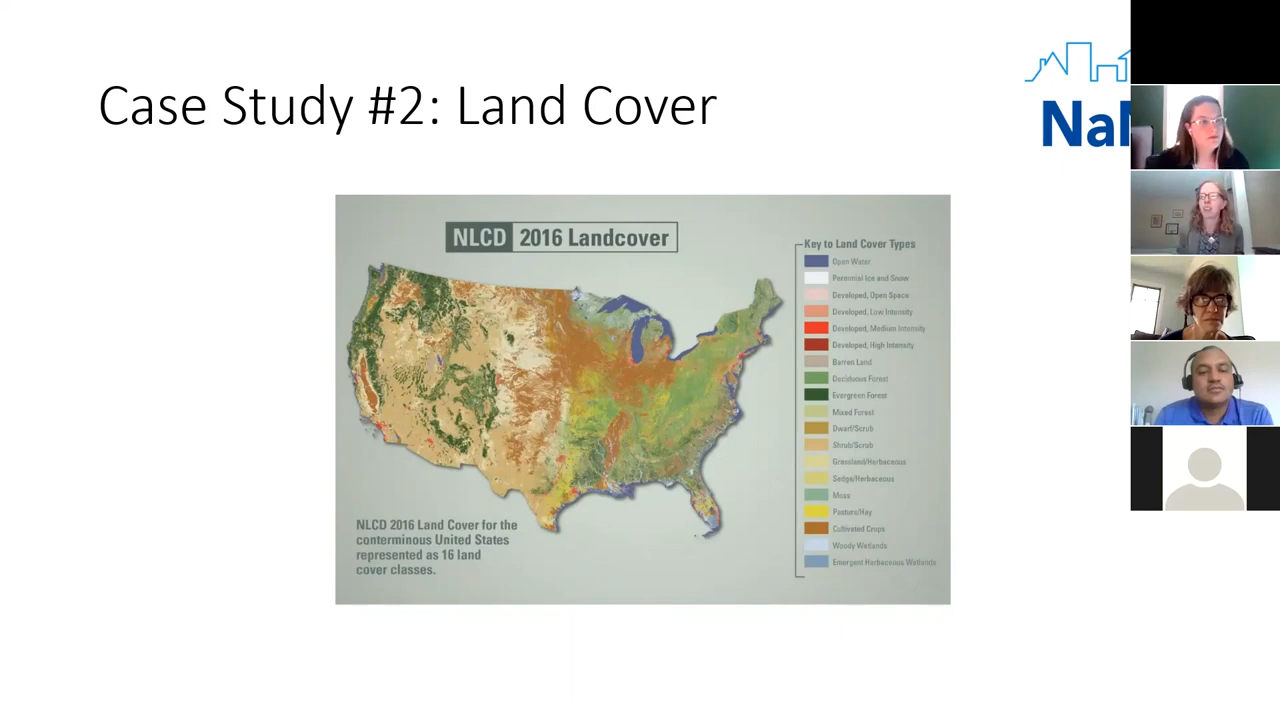 Case Study #2: Land Cover
NaN
NLCD 2016 Landcover
Key to Land Cover Types
Open Water
Perennial Ice and Snow
Developed, Open Space
Developed, Low Intensity
Developed, Medium Intensity
Developed, High Intensity
Barren Land
Deciduous Forest
Evergreen Forest
Mixed Forest
Dwarf/Scrub
Shrub/Scrub
Grassland/Herbaceous
Sedge/Herbaceous
Moss
Pasture/Hay
Cultivated Crops
Woody Wetlands
Emergent Herbaceous Wetlands
NLCD 2016 Land Cover for the
conterminous United States
represented as 16 land
cover classes.